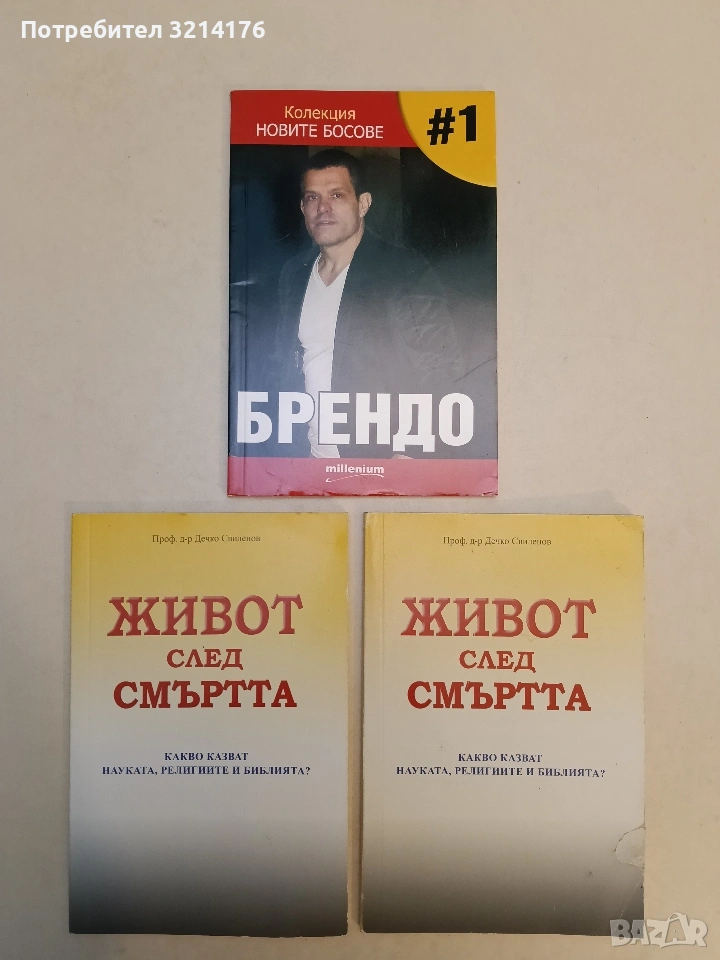 Потребител 3214176
Колекция
НОВИТЕ БОСОВЕ
#1
БРЕНДО
millenium
Проф. д-р Дечко Свиленов
ЖИВОТ
СЛЕД
СМЪРТТА
КАКВО КАЗВАТ
НАУКАТА, РЕЛИГИИТЕ И БИБЛИЯТА?
Проф. д-р Дечко Свиленов
ЖИВОТ
СЛЕД
СМЪРТТА
КАКВО КАЗВАТ
НАУКАТА, РЕЛИГИИТЕ И БИБЛИЯТА?
BAZAR